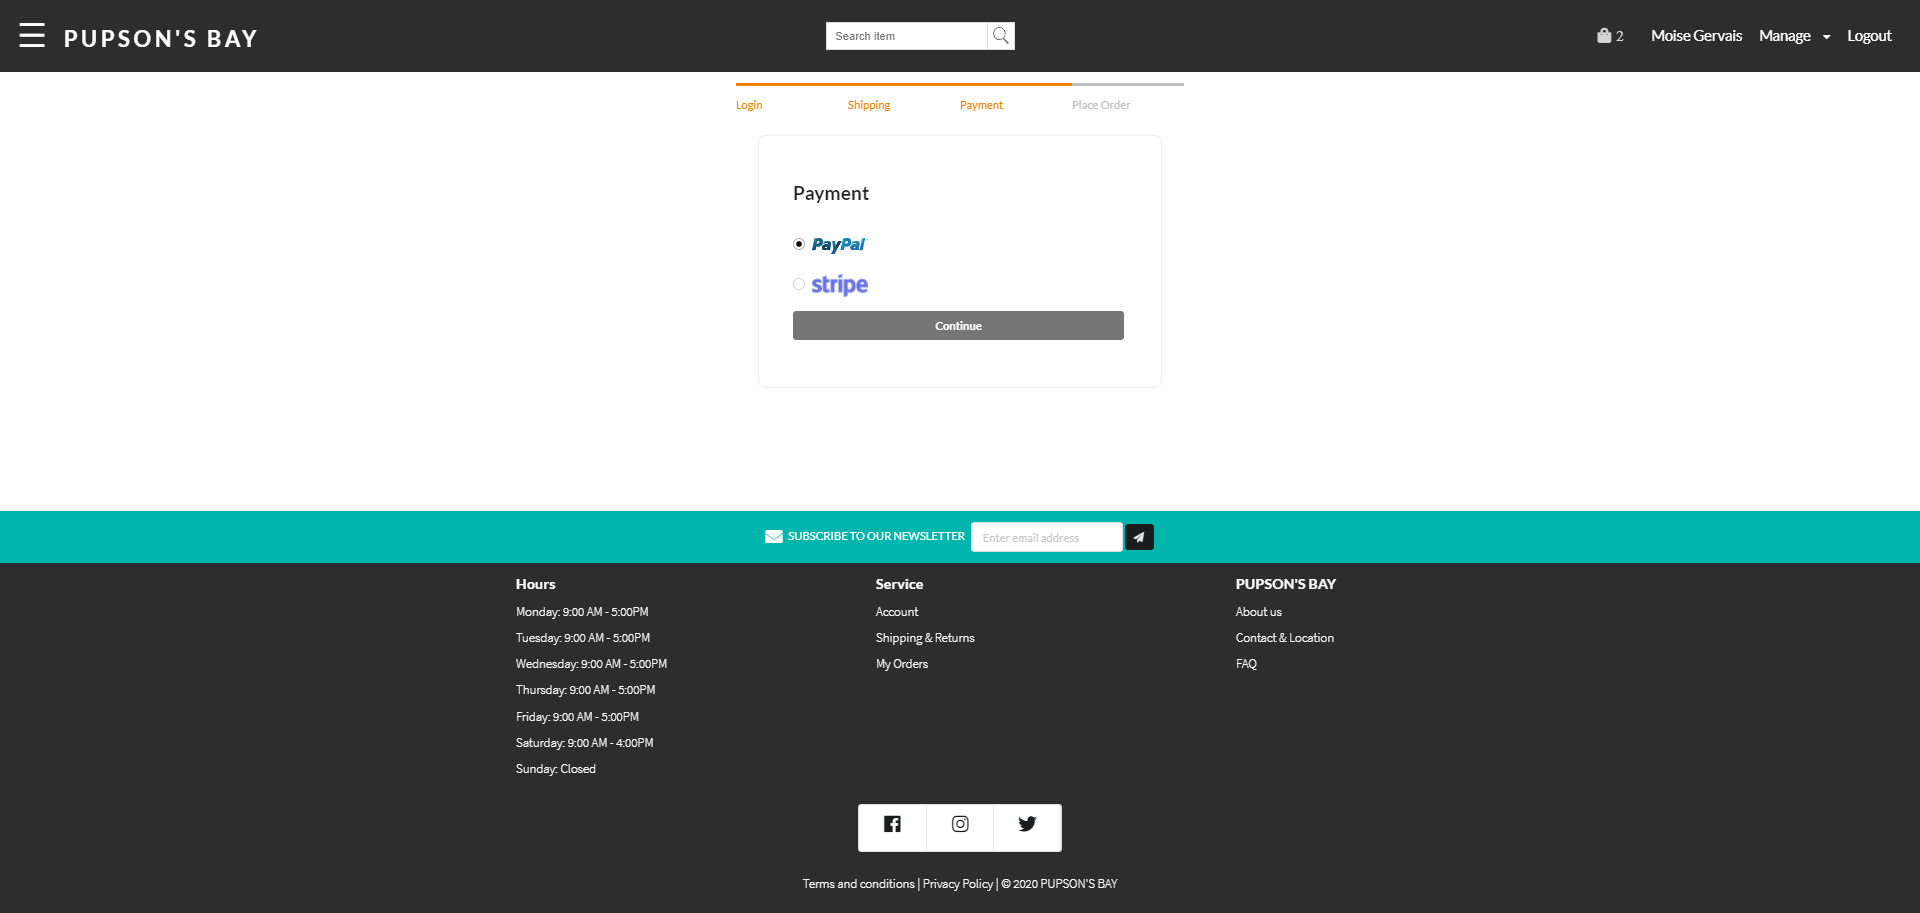 PUPSON'S BAY
Search item
2
Moise Gervais
Manage
Logout
Login
Shipping
Payment
Place Order
Payment
PayPal
stripe
Continue
SUBSCRIBE TO OUR NEWSLETTER
Enter email address
Hours
Monday: 9:00 AM - 5:00PM
Tuesday: 9:00 AM - 5:00PM
Wednesday: 9:00 AM - 5:00PM
Thursday: 9:00 AM - 5:00PM
Friday: 9:00 AM - 5:00PM
Saturday: 9:00 AM - 4:00PM
Sunday: Closed
Service
Account
Shipping & Returns
My Orders
PUPSON'S BAY
About us
Contact & Location
FAQ
Terms and conditions | Privacy Policy | © 2020 PUPSON'S BAY